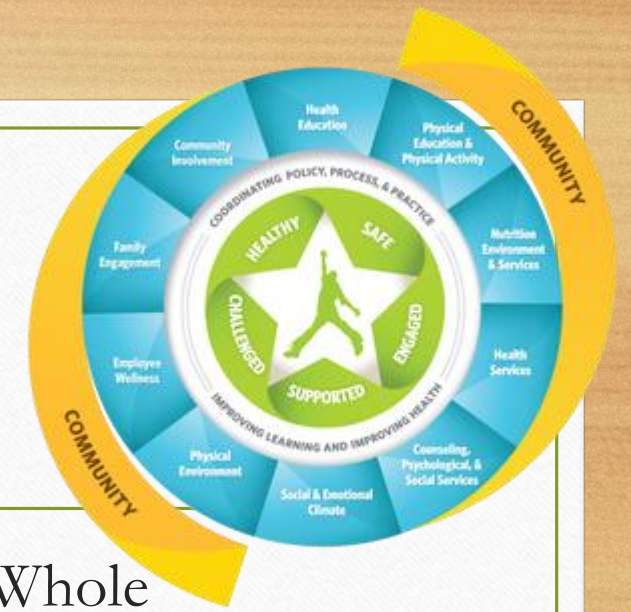 COMMUNITY
Health
Education
Physical
Education &
Physical Activity
Nutrition
Environment
& Services
Health
Services
Counseling,
Psychological, &
Social Services
Social & Emotional
Climate
Physical
Environment
Employee
Wellness
Family
Engagement
Community
Involvement
COORDINATING POLICY, PROCESS, & PRACTICE
IMPROVING LEARNING AND IMPROVING HEALTH
HEALTHY
SAFE
ENGAGED
SUPPORTED
CHALLENGED
COMMUNITY
Whole